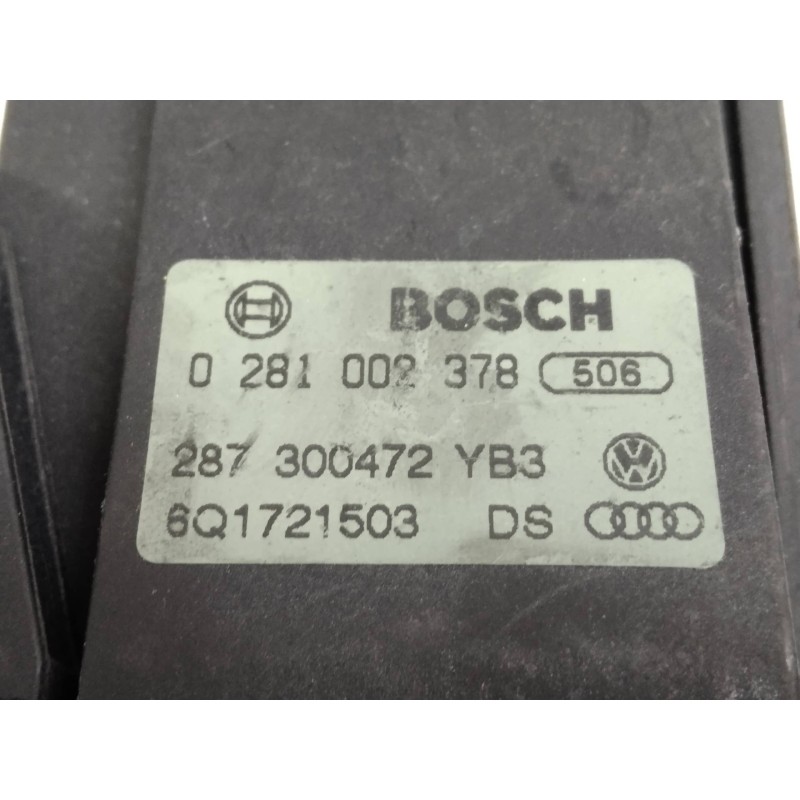 BOSCH
0 281 002 378 506
287 300472 YB3
6Q1721503 DS